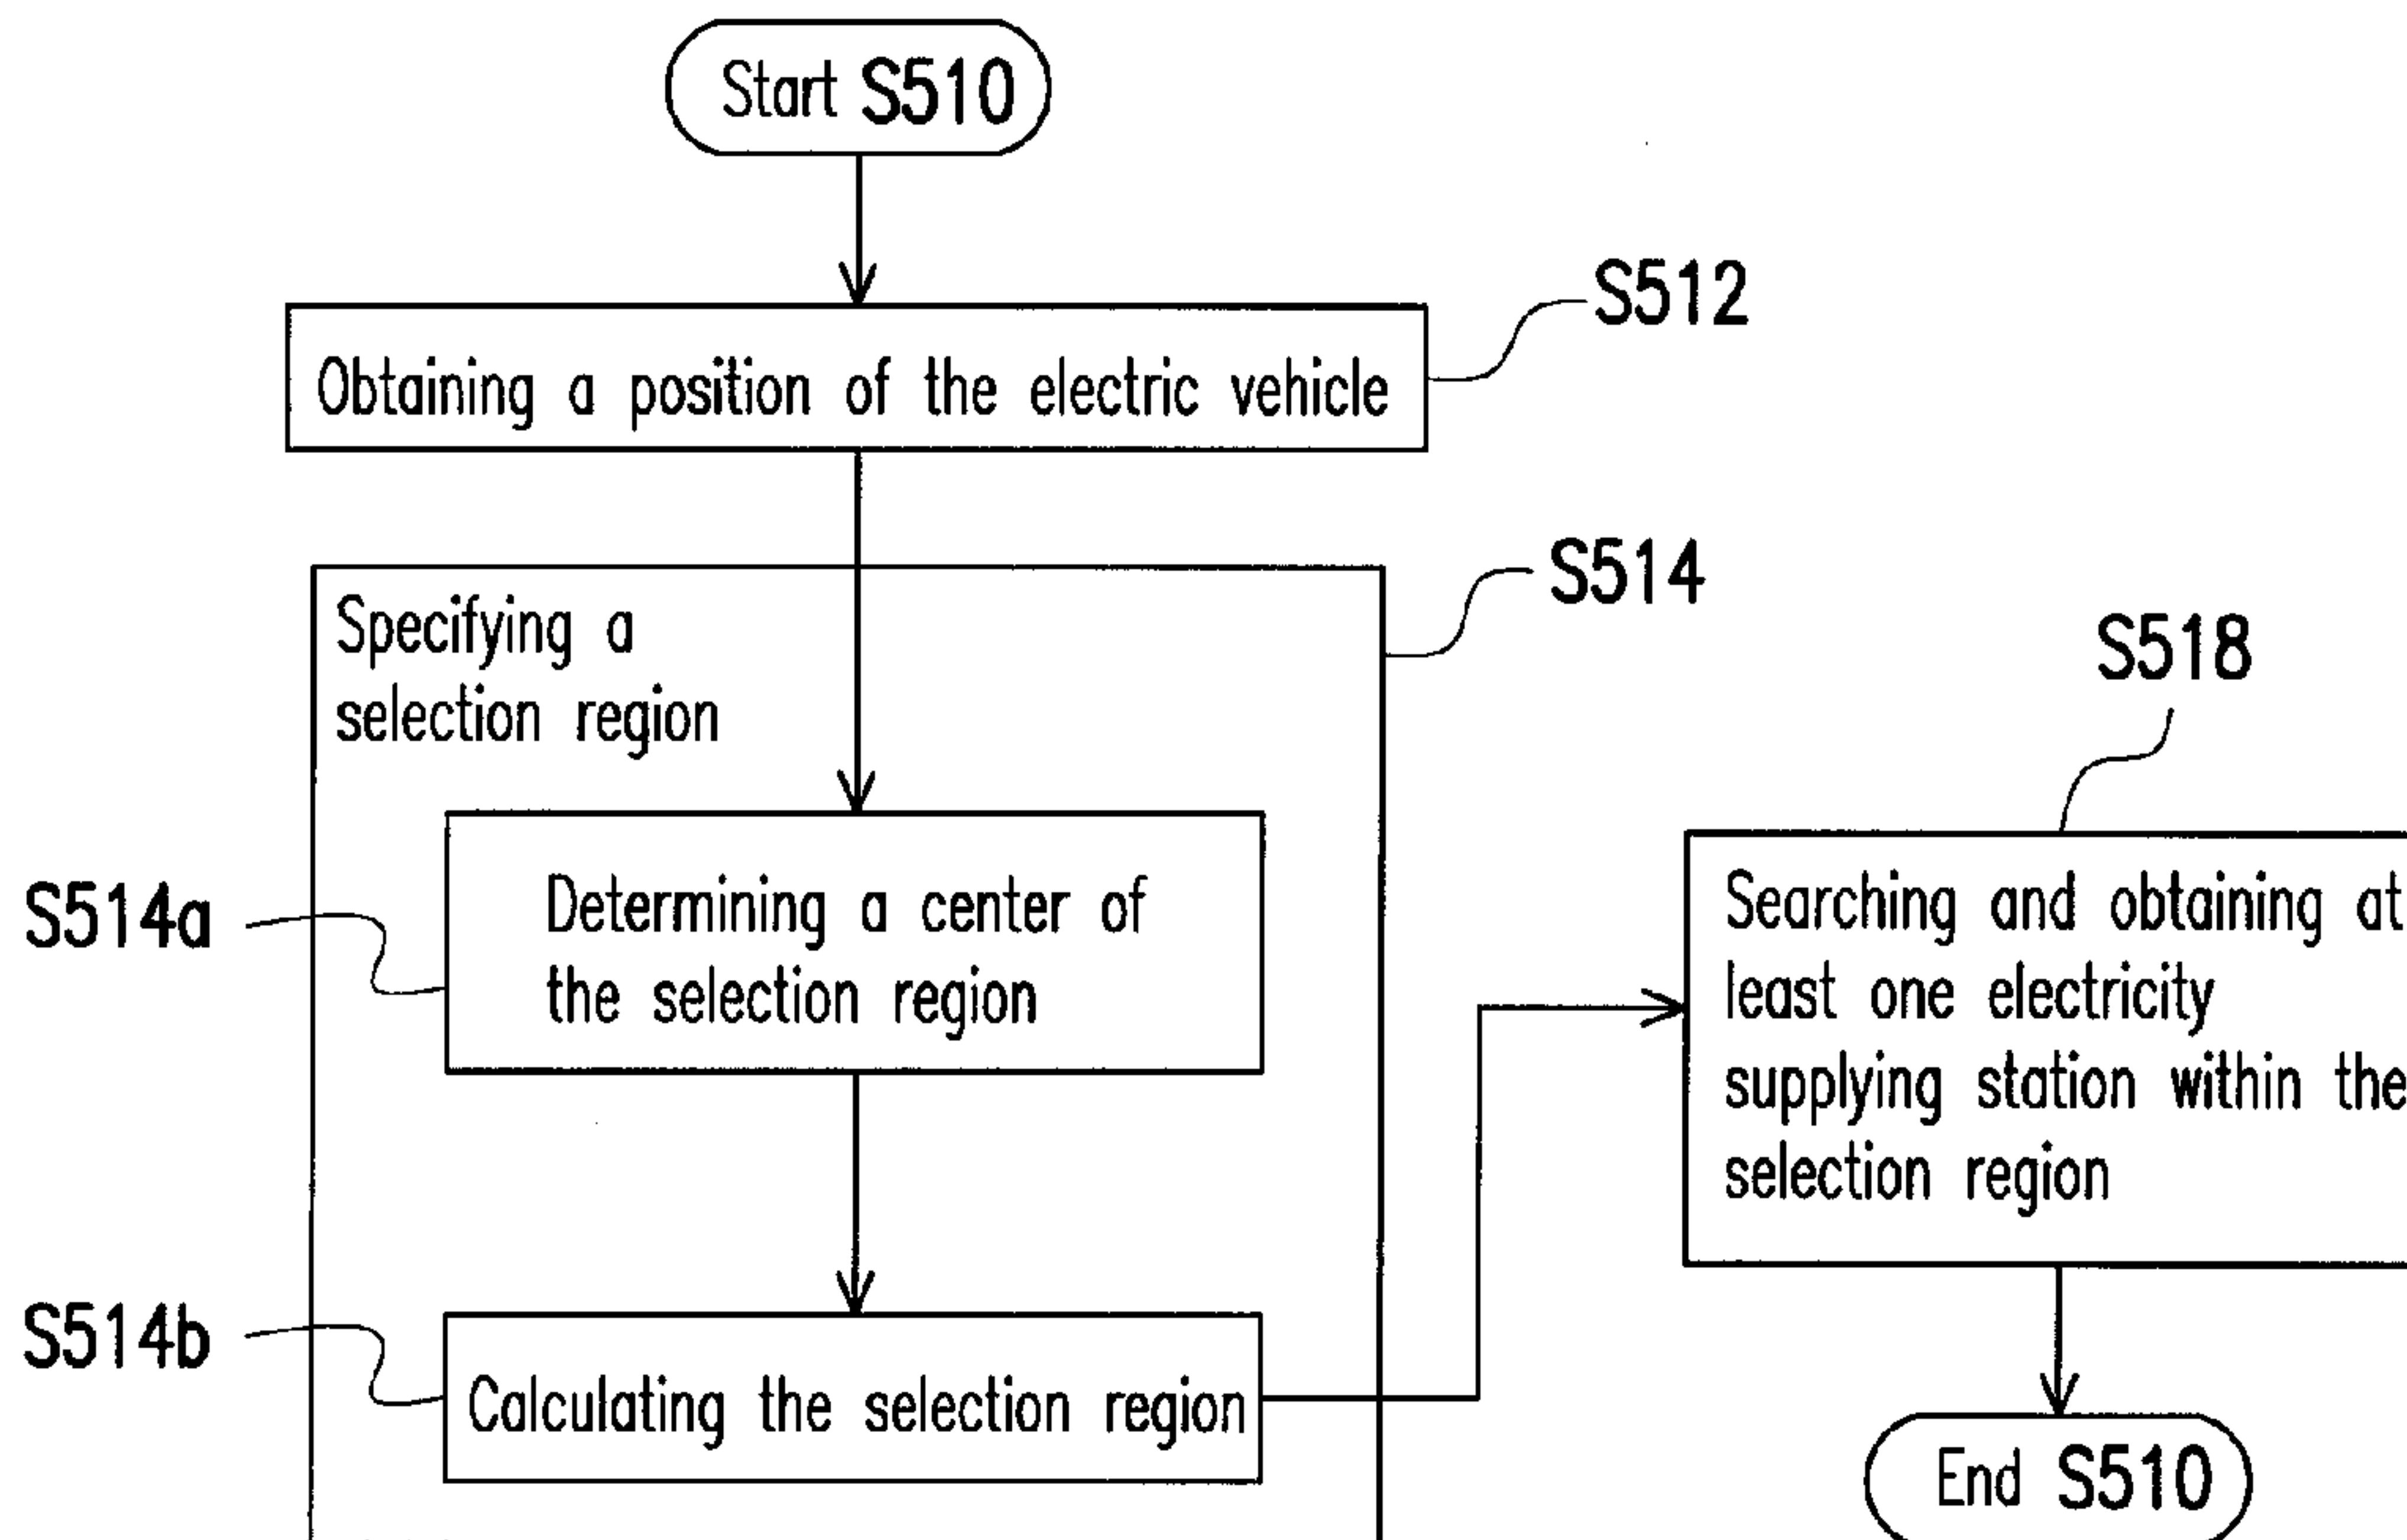 Start S510
S512
Obtaining a position of the electric vehicle
S514
Specifying a
selection region
S514a
Determining a center of
the selection region
S514b
Calculating the selection region
S518
Searching and obtaining at
least one electricity
supplying station within the
selection region
End S510